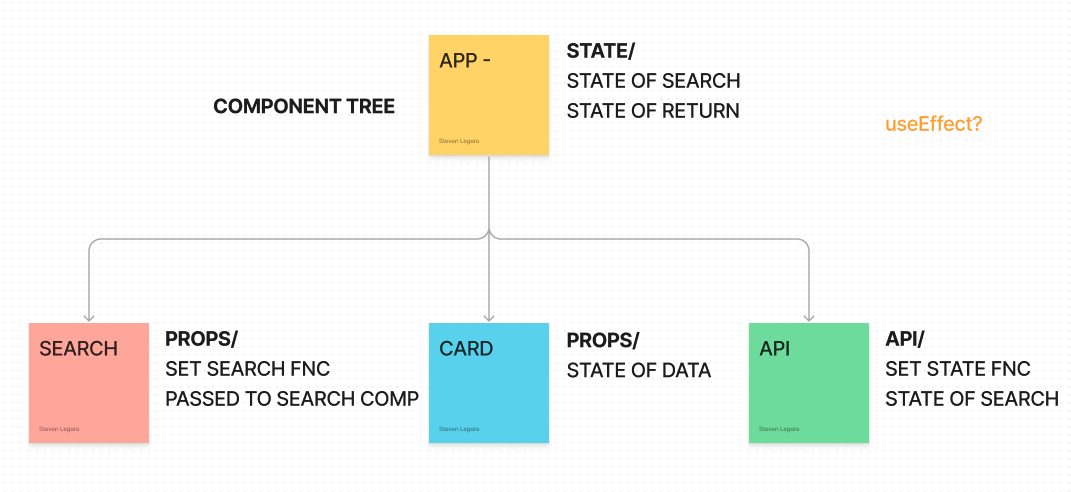 COMPONENT TREE
APP -
Steven Legere
STATE/
STATE OF SEARCH
STATE OF RETURN
useEffect?
SEARCH
Steven Legere
PROPS/
SET SEARCH FNC
PASSED TO SEARCH COMP
CARD
Steven Legere
PROPS/
STATE OF DATA
API
Steven Legere
API/
SET STATE FNC
STATE OF SEARCH